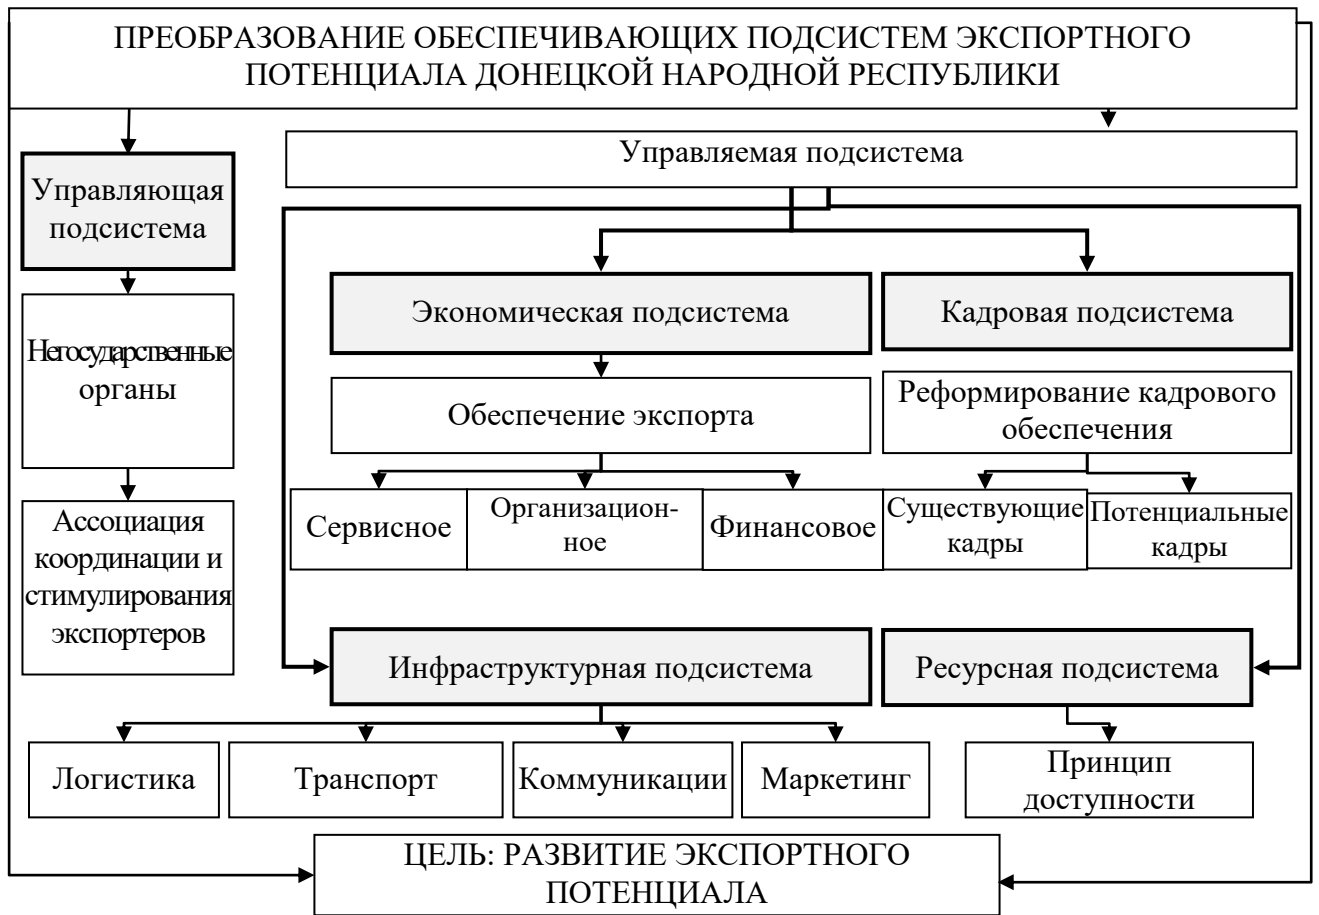 ПРЕОБРАЗОВАНИЕ ОБЕСПЕЧИВАЮЩИХ ПОДСИСТЕМ ЭКСПОРТНОГО
ПОТЕНЦИАЛА ДОНЕЦКОЙ НАРОДНОЙ РЕСПУБЛИКИ
Управляющая
подсистема
Негосударственные
органы
Ассоциация
координации и
стимулирования
экспортеров
Управляемая подсистема
Экономическая подсистема
Кадровая подсистема
Обеспечение экспорта
Реформирование кадрового
обеспечения
Сервисное
Организацион-
ное
Финансовое
Существующие
кадры
Потенциальные
кадры
Инфраструктурная подсистема
Ресурсная подсистема
Логистика
Транспорт
Коммуникации
Маркетинг
Принцип
доступности
ЦЕЛЬ: РАЗВИТИЕ ЭКСПОРТНОГО
ПОТЕНЦИАЛА